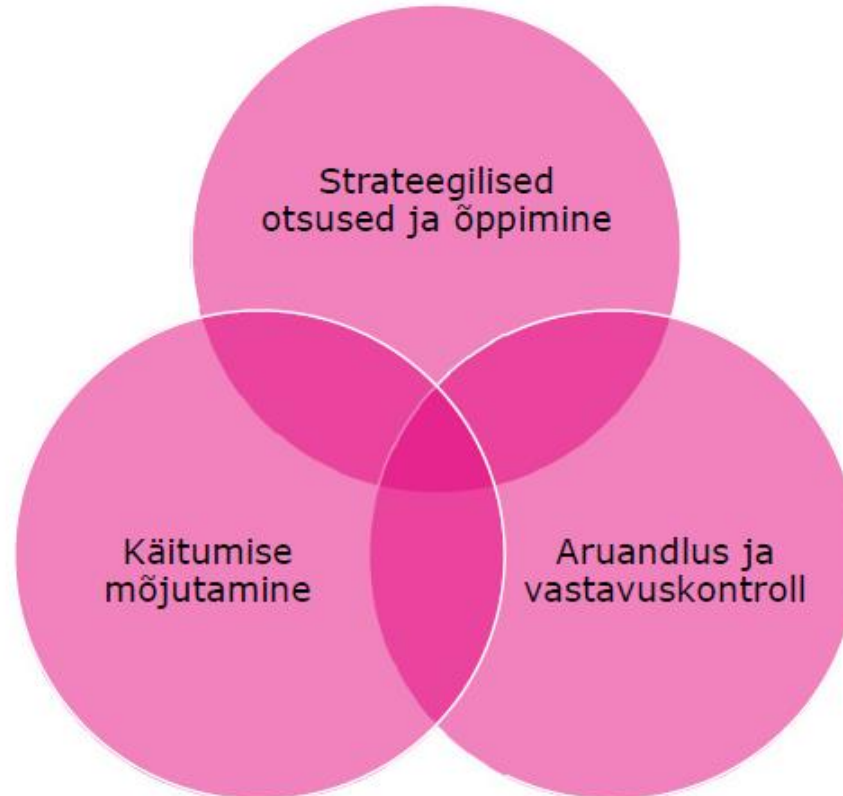 Strateegilised
otsused ja õppimine
Käitumise
mõjutamine
Aruandlus ja
vastavuskontroll